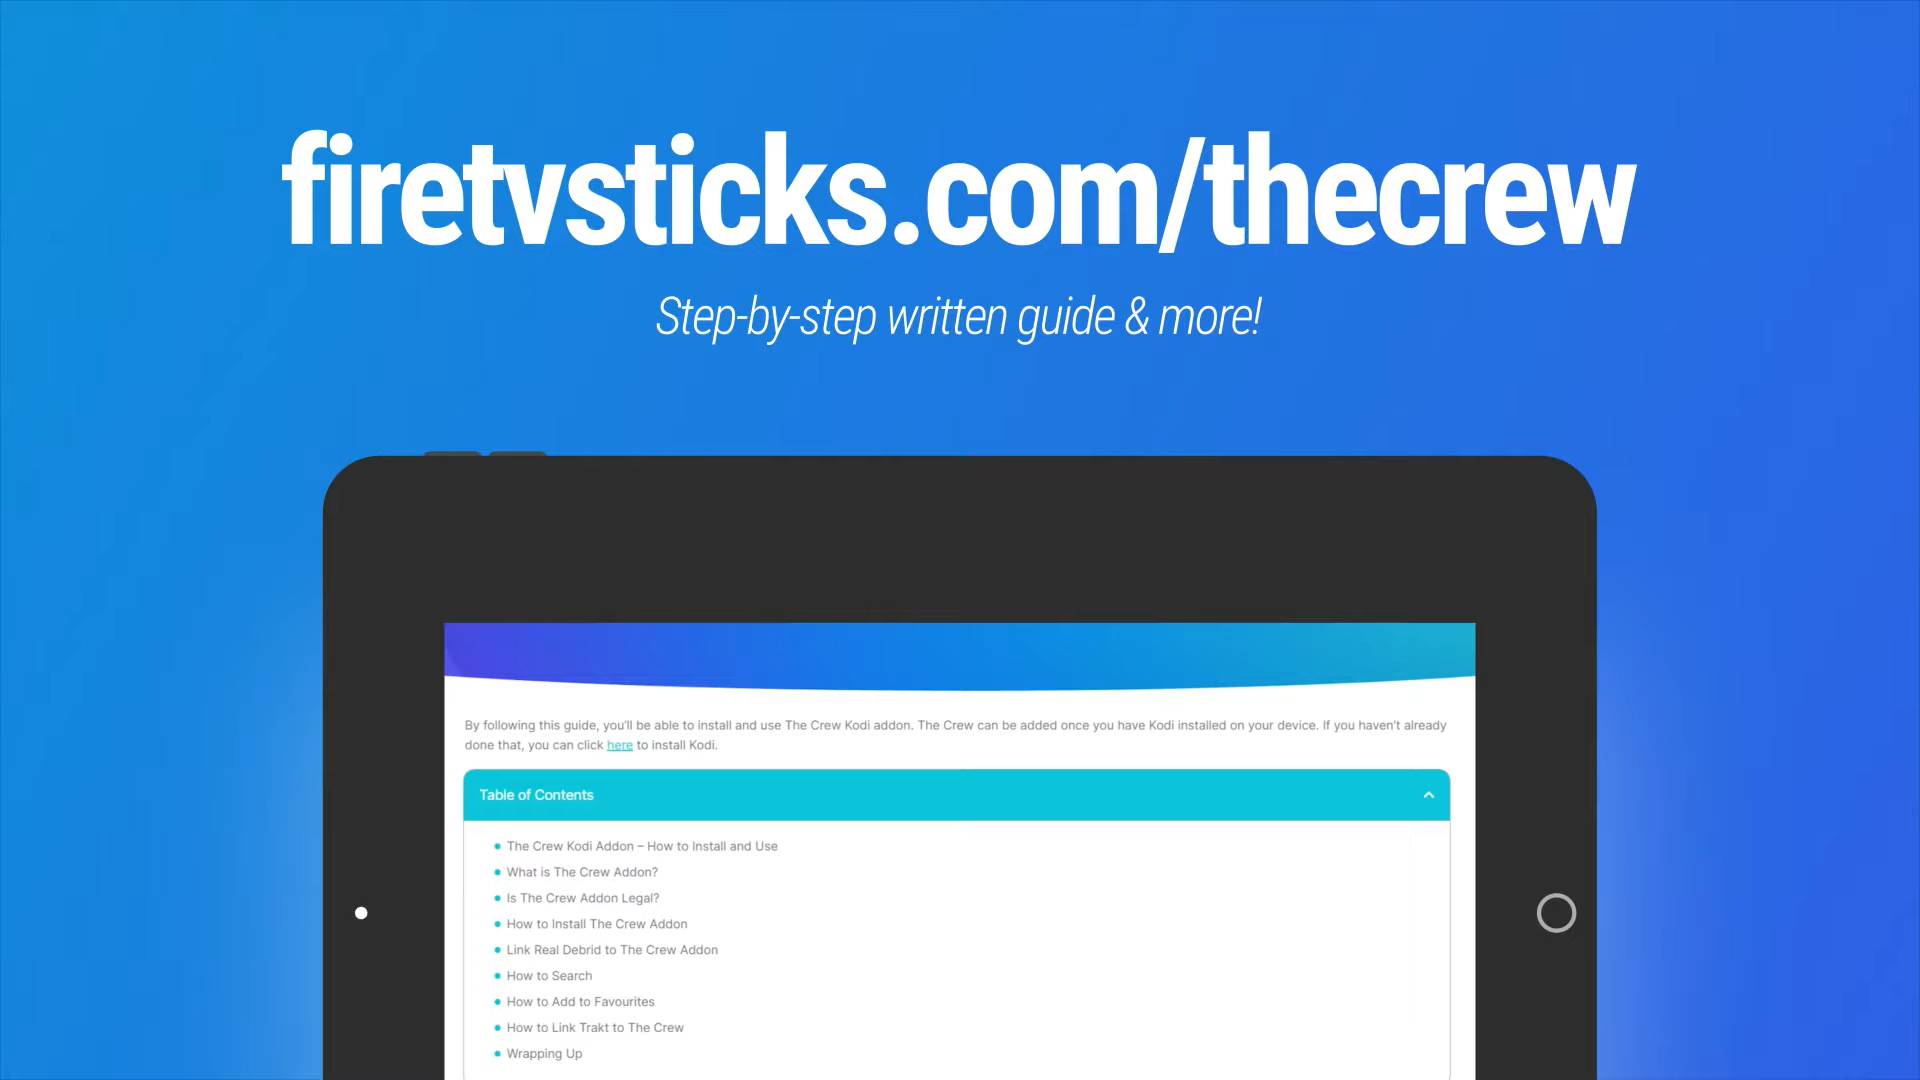 firetvsticks.com/thecrew
Step-by-step written guide & more!
By following this guide, you'll be able to install and use The Crew Kodi addon. The Crew can be added once you have Kodi installed on your device. If you haven't already
done that, you can click here to install Kodi.
Table of Contents
The Crew Kodi Addon – How to Install and Use
What is The Crew Addon?
Is The Crew Addon Legal?
How to Install The Crew Addon
Link Real Debrid to The Crew Addon
How to Search
How to Add to Favourites
How to Link Trakt to The Crew
Wrapping Up